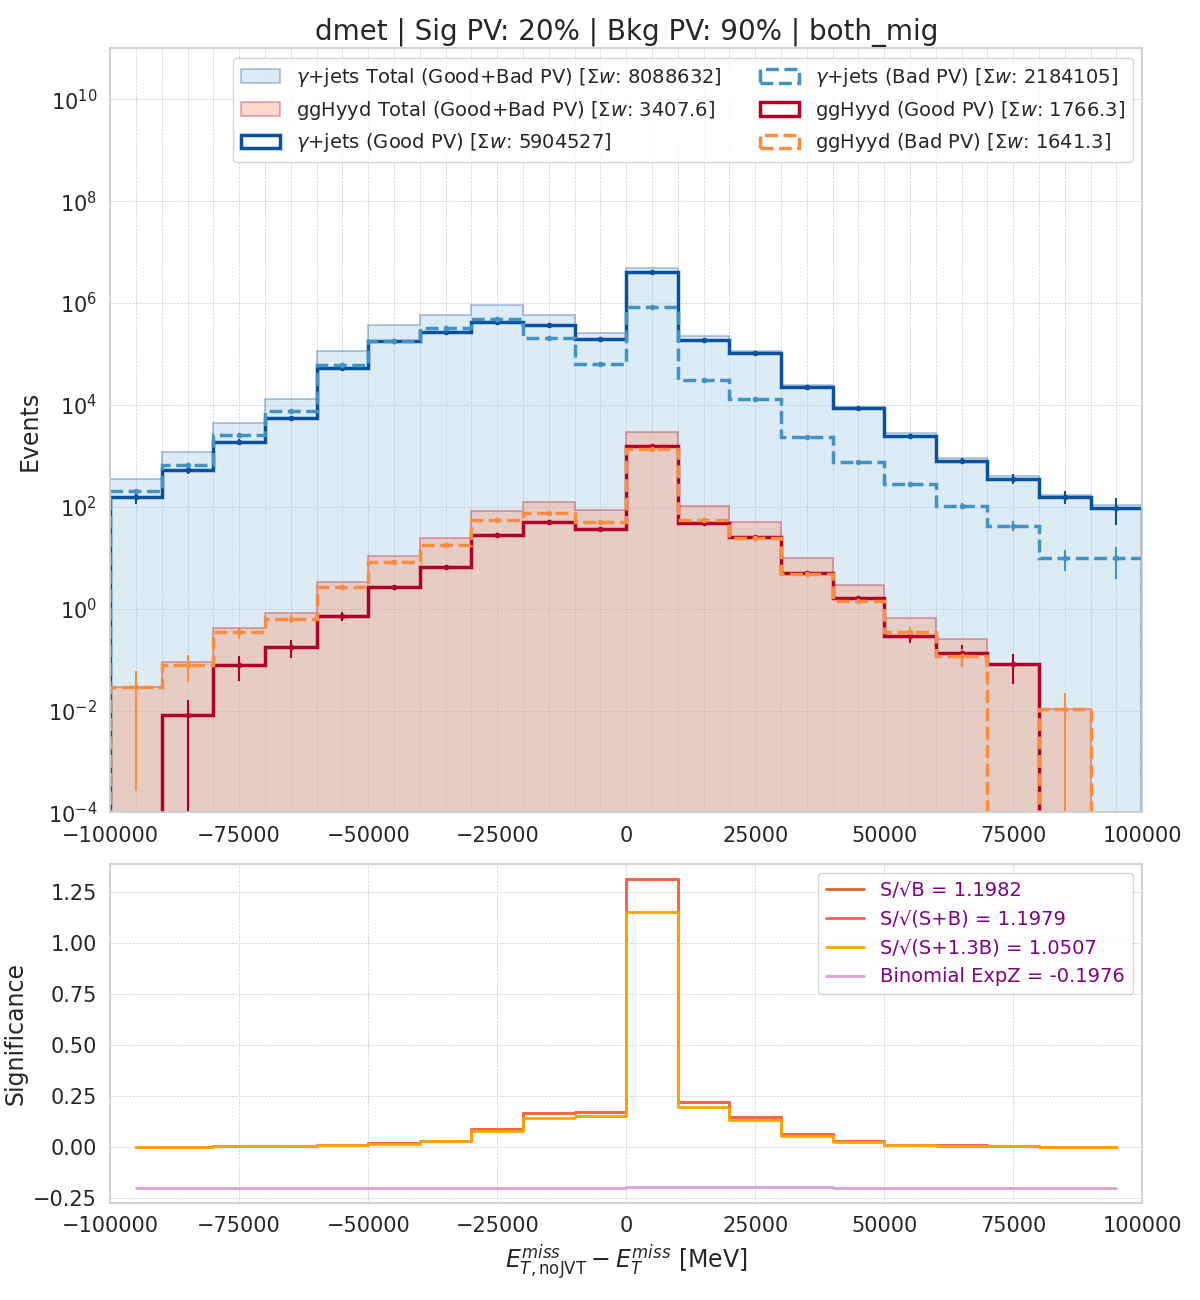 dmet | Sig PV: 20% | Bkg PV: 90% | both_mig
γ+jets Total (Good+Bad PV) [Σw: 8088632]
ggHyyd Total (Good+Bad PV) [Σw: 3407.6]
γ+jets (Good PV) [Σw: 5904527]
γ+jets (Bad PV) [Σw: 2184105]
ggHyyd (Good PV) [Σw: 1766.3]
ggHyyd (Bad PV) [Σw: 1641.3]
Events
10^10
10^8
10^6
10^4
10^2
10^0
10^−2
10^−4
−100000 −75000 −50000 −25000 0 25000 50000 75000 100000
S/√B = 1.1982
S/√(S+B) = 1.1979
S/√(S+1.3B) = 1.0507
Binomial ExpZ = -0.1976
Significance
1.25
1.00
0.75
0.50
0.25
0.00
−0.25
−100000 −75000 −50000 −25000 0 25000 50000 75000 100000
E_{T,noJVT}^{miss} − E_T^{miss} [MeV]